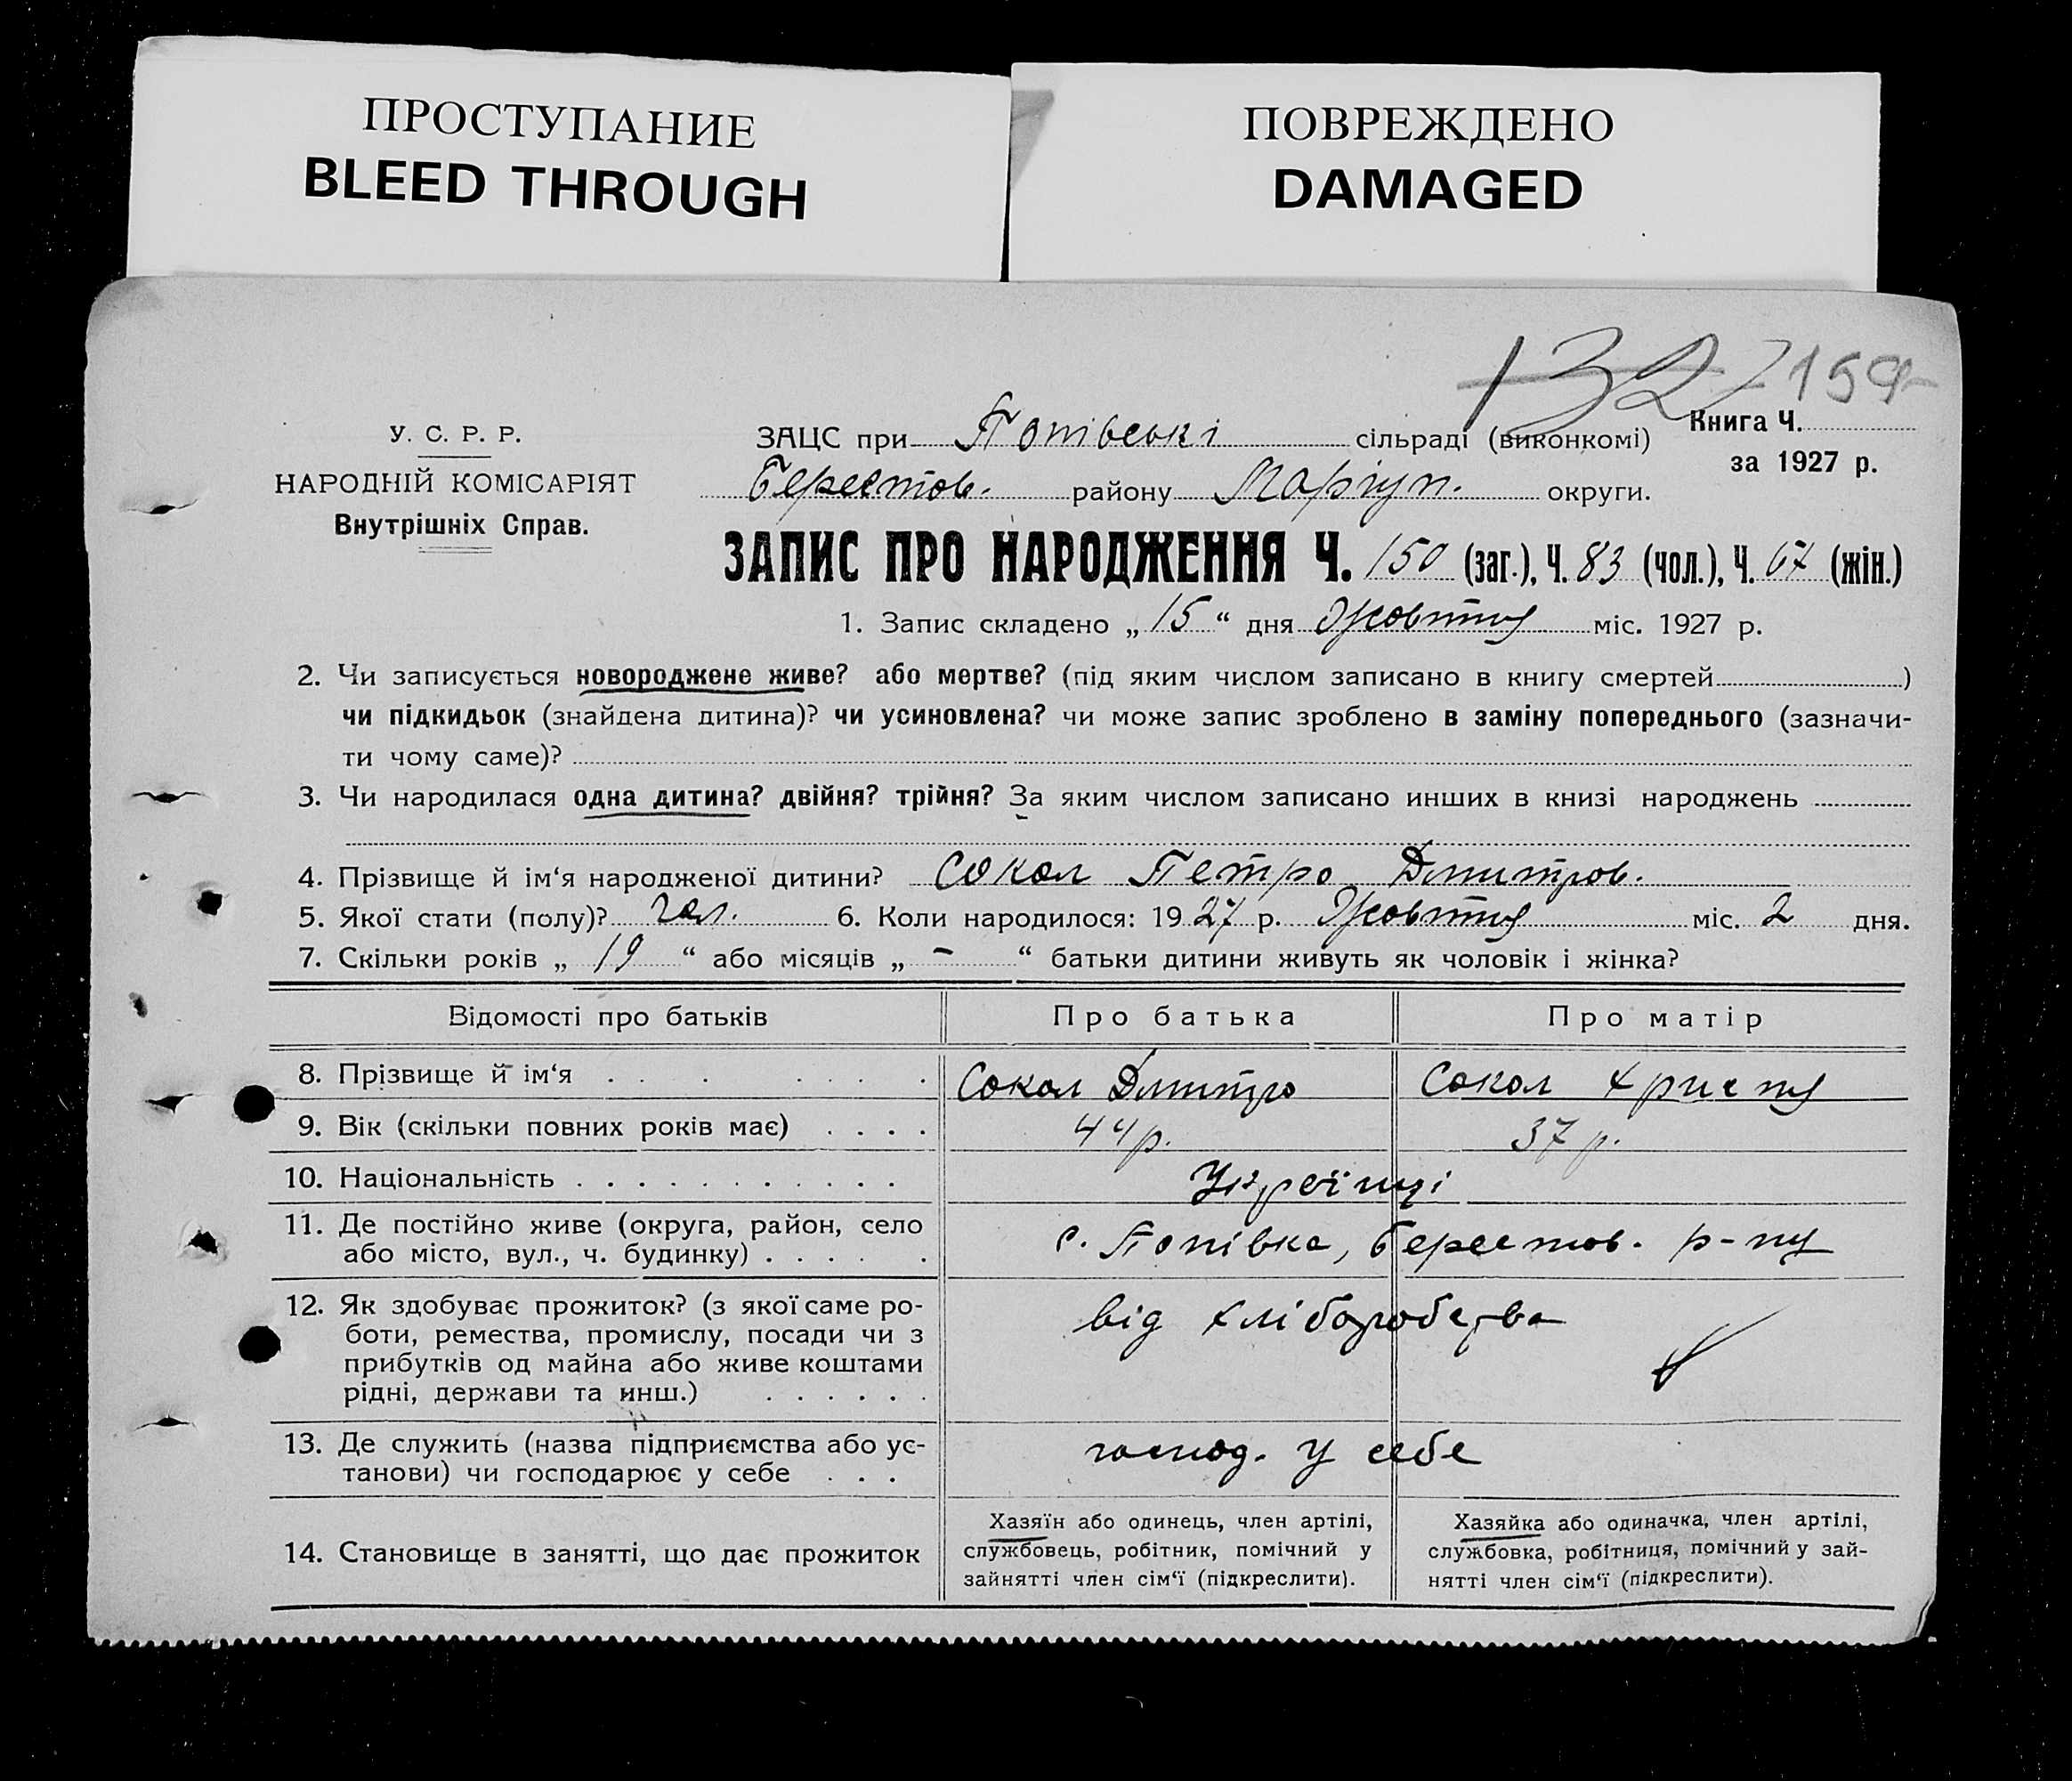 ПРОСТУПАНИЕ
BLEED THROUGH
ПОВРЕЖДЕНО
DAMAGED
132 159
У. С. Р. Р.
НАРОДНІЙ КОМІСАРІЯТ
Внутрішніх Справ.
Книга Ч.
за 1927 р.
ЗАЦС при Попівські сільраді (виконкомі)
Берестов. району Маріуп. округи.
ЗАПИС ПРО НАРОДЖЕННЯ Ч. 150 (заг.), Ч. 83 (чол.), Ч. 67 (жін.)
1. Запис складено „ 15 “ дня Жовтня міс. 1927 р.
2. Чи записується новороджене живе? або мертве? (під яким числом записано в книгу смертей )
чи підкидьок (знайдена дитина)? чи усиновлена? чи може запис зроблено в заміну попереднього (зазначи-
ти чому саме)?
3. Чи народилася одна дитина? двійня? трійня? За яким числом записано инших в книзі народжень
4. Прізвище й ім‘я народженої дитини? Сокол Петро Дмитров.
5. Якої стати (полу)? чол. 6. Коли народилося: 1927 р. Жовтня міс. 2 дня.
7. Скільки років „ 19 “ або місяців „ - “ батьки дитини живуть як чоловік і жінка?
Відомості про батьків Про батька Про матір
8. Прізвище й ім‘я . . . . . . . Сокол Дмитро Сокол Христя
9. Вік (скільки повних років має) . . . . 44 р. 37 р.
10. Національність . . . . . . . . . . . Українці
11. Де постійно живе (округа, район, село
або місто, вул., ч. будинку) . . . . . с. Попівка, Берестов. р-ну
12. Як здобуває прожиток? (з якої саме ро-
боти, ремества, промислу, посади чи з
прибутків од майна або живе коштами
рідні, держави та инш.) . . . . . .
від хліборобства
13. Де служить (назва підприємства або ус-
танови) чи господарює у себе . . .
господ. у себе
14. Становище в занятті, що дає прожиток
Хазяїн або одинець, член артілі,
службовець, робітник, помічний у
зайнятті член сім‘ї (підкреслити).
Хазяйка або одиначка, член артілі,
службовка, робітниця, помічний у зай-
нятті член сім‘ї (підкреслити).